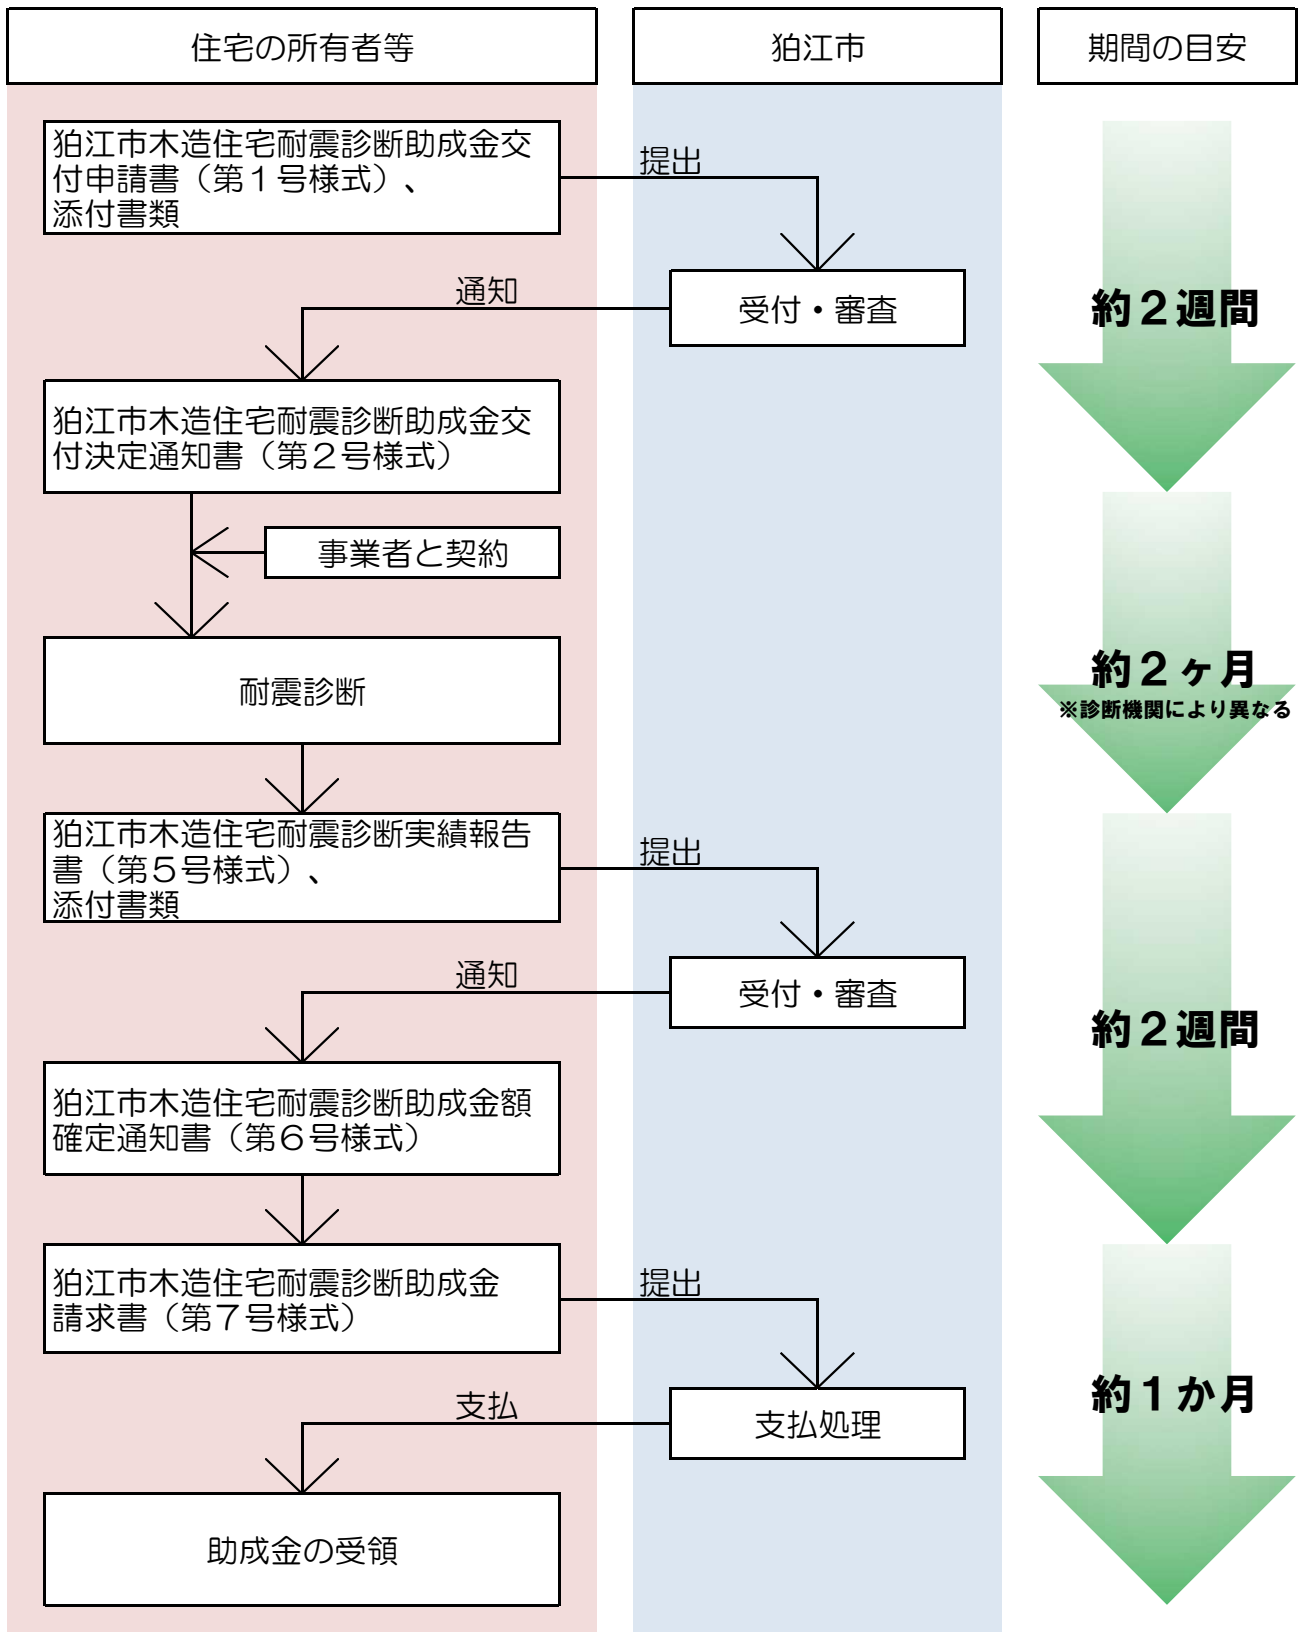 住宅の所有者等
狛江市
期間の目安
狛江市木造住宅耐震診断助成金交
付申請書（第１号様式）、
添付書類
提出
受付・審査
通知
約２週間
狛江市木造住宅耐震診断助成金交
付決定通知書（第２号様式）
事業者と契約
耐震診断
約２ヶ月
※診断機関により異なる
狛江市木造住宅耐震診断実績報告
書（第５号様式）、
添付書類
提出
受付・審査
通知
約２週間
狛江市木造住宅耐震診断助成金額
確定通知書（第６号様式）
狛江市木造住宅耐震診断助成金
請求書（第７号様式）
提出
支払処理
支払
約１か月
助成金の受領